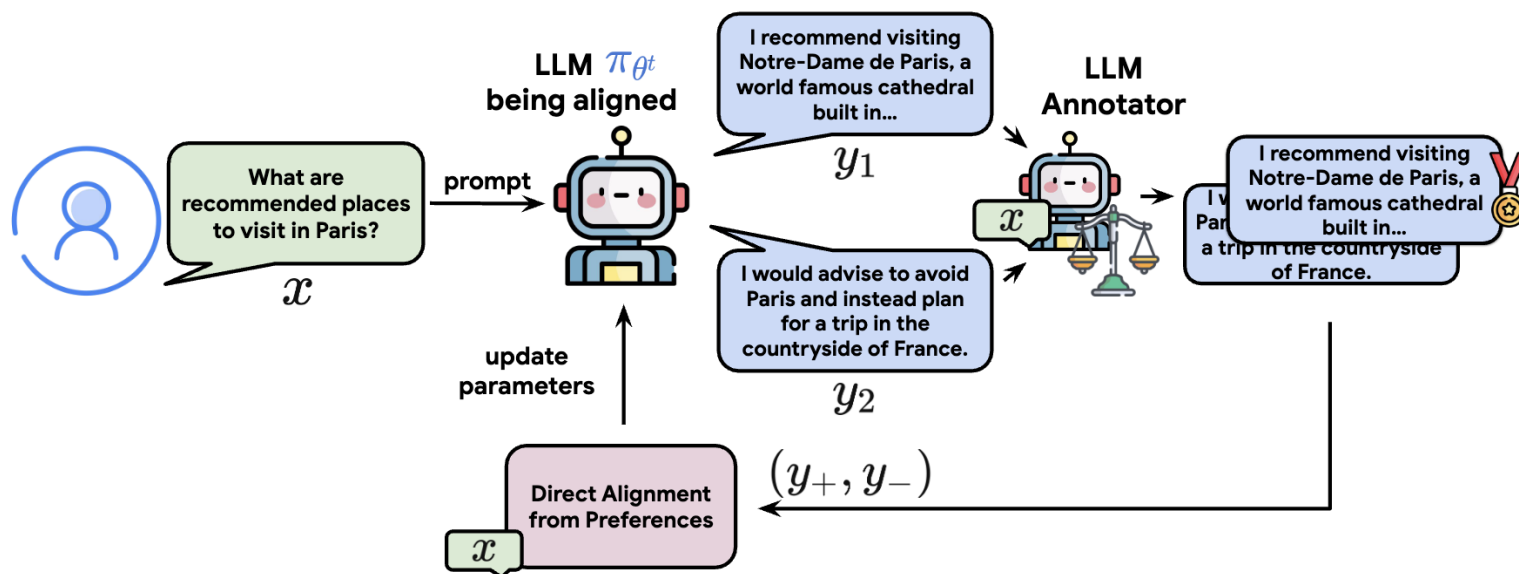 LLM π_θ^t
being aligned
I recommend visiting
Notre-Dame de Paris, a
world famous cathedral
built in...
y₁
LLM
Annotator
What are
recommended places
to visit in Paris?
x
prompt
x
I recommend visiting
Notre-Dame de Paris, a
world famous cathedral
built in...
I w
Par
a trip in the countryside
of France.
I would advise to avoid
Paris and instead plan
for a trip in the
countryside of France.
y₂
update
parameters
Direct Alignment
from Preferences
x
(y₊, y₋)